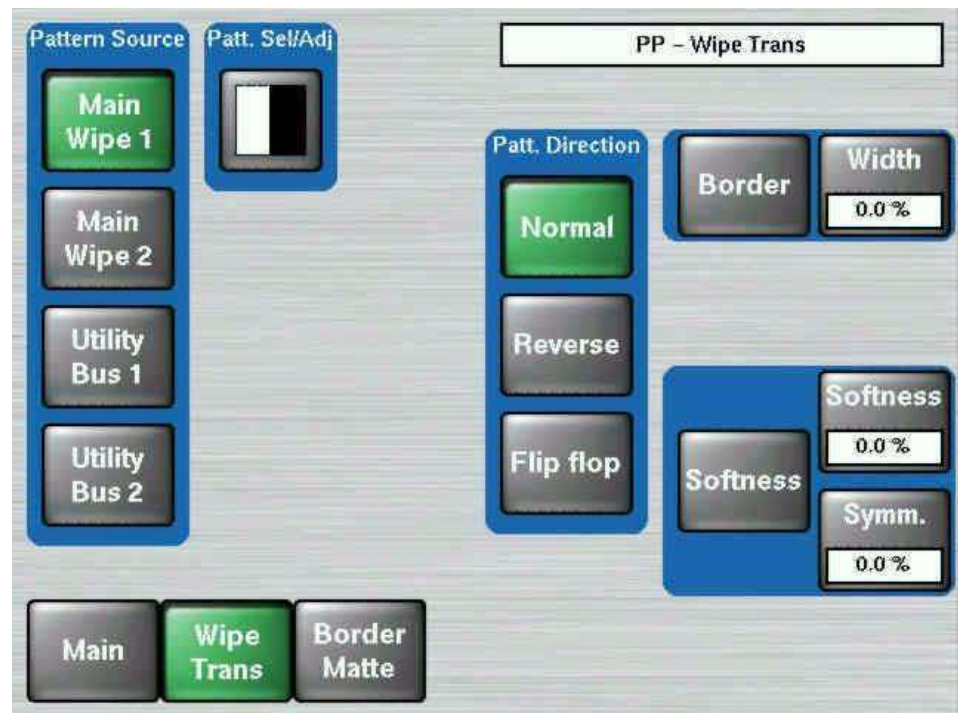 Pattern Source
Patt. Sel/Adj
PP - Wipe Trans
Main
Wipe 1
Main
Wipe 2
Utility
Bus 1
Utility
Bus 2
Patt. Direction
Normal
Reverse
Flip flop
Border
Width
0.0 %
Softness
Softness
0.0 %
Symm.
0.0 %
Main
Wipe
Trans
Border
Matte